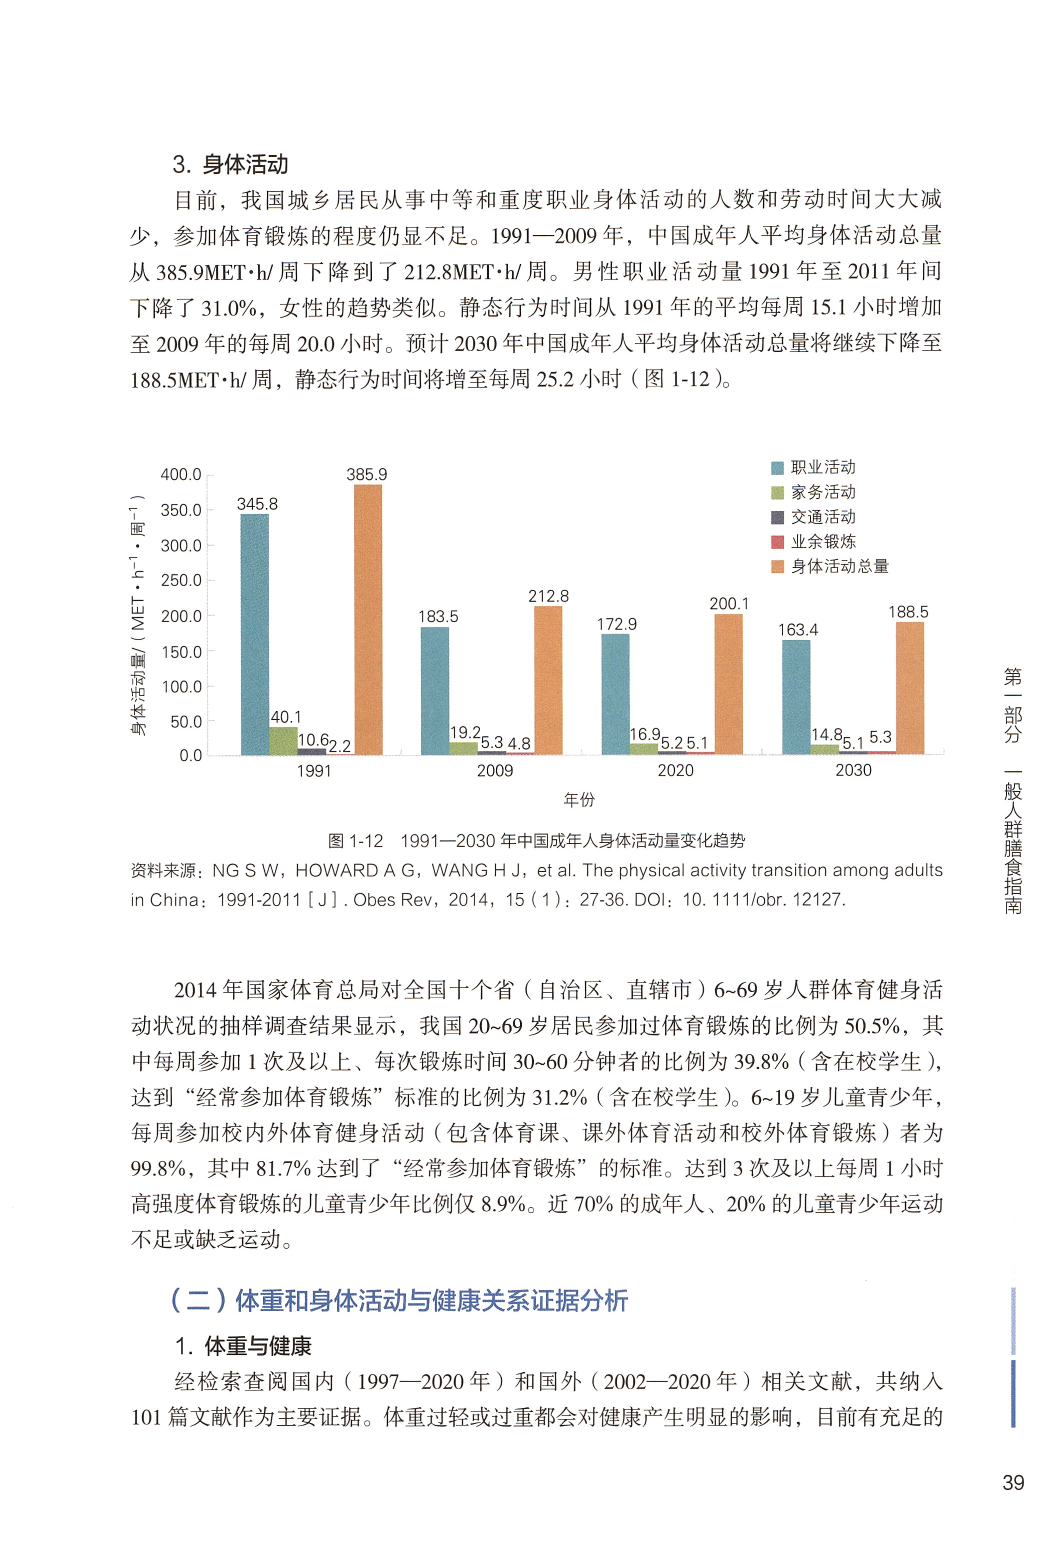 3. 身体活动
目前，我国城乡居民从事中等和重度职业身体活动的人数和劳动时间大大减
少，参加体育锻炼的程度仍显不足。1991—2009 年，中国成年人平均身体活动总量
从 385.9MET·h/ 周下降到了 212.8MET·h/ 周。男性职业活动量 1991 年至 2011 年间
下降了 31.0%，女性的趋势类似。静态行为时间从 1991 年的平均每周 15.1 小时增加
至 2009 年的每周 20.0 小时。预计 2030 年中国成年人平均身体活动总量将继续下降至
188.5MET·h/ 周，静态行为时间将增至每周 25.2 小时（图 1-12）。
身体活动量/（MET·h⁻¹·周⁻¹）
400.0
350.0
300.0
250.0
200.0
150.0
100.0
50.0
0.0
345.8
40.1
10.6
2.2
385.9
183.5
19.2
5.3
4.8
212.8
172.9
16.9
5.2
5.1
200.1
163.4
14.8
5.1
5.3
188.5
职业活动
家务活动
交通活动
业余锻炼
身体活动总量
1991
2009
2020
2030
年份
图 1-12 1991—2030 年中国成年人身体活动量变化趋势
资料来源：NG S W，HOWARD A G，WANG H J，et al. The physical activity transition among adults
in China：1991-2011［J］. Obes Rev，2014，15（1）：27-36. DOI：10. 1111/obr. 12127.
2014 年国家体育总局对全国十个省（自治区、直辖市）6~69 岁人群体育健身活
动状况的抽样调查结果显示，我国 20~69 岁居民参加过体育锻炼的比例为 50.5%，其
中每周参加 1 次及以上、每次锻炼时间 30~60 分钟者的比例为 39.8%（含在校学生），
达到“经常参加体育锻炼”标准的比例为 31.2%（含在校学生）。6~19 岁儿童青少年，
每周参加校内外体育健身活动（包含体育课、课外体育活动和校外体育锻炼）者为
99.8%，其中 81.7% 达到了“经常参加体育锻炼”的标准。达到 3 次及以上每周 1 小时
高强度体育锻炼的儿童青少年比例仅 8.9%。近 70% 的成年人、20% 的儿童青少年运动
不足或缺乏运动。
（二）体重和身体活动与健康关系证据分析
1. 体重与健康
经检索查阅国内（1997—2020 年）和国外（2002—2020 年）相关文献，共纳入
101 篇文献作为主要证据。体重过轻或过重都会对健康产生明显的影响，目前有充足的
第一部分 一般人群膳食指南
39